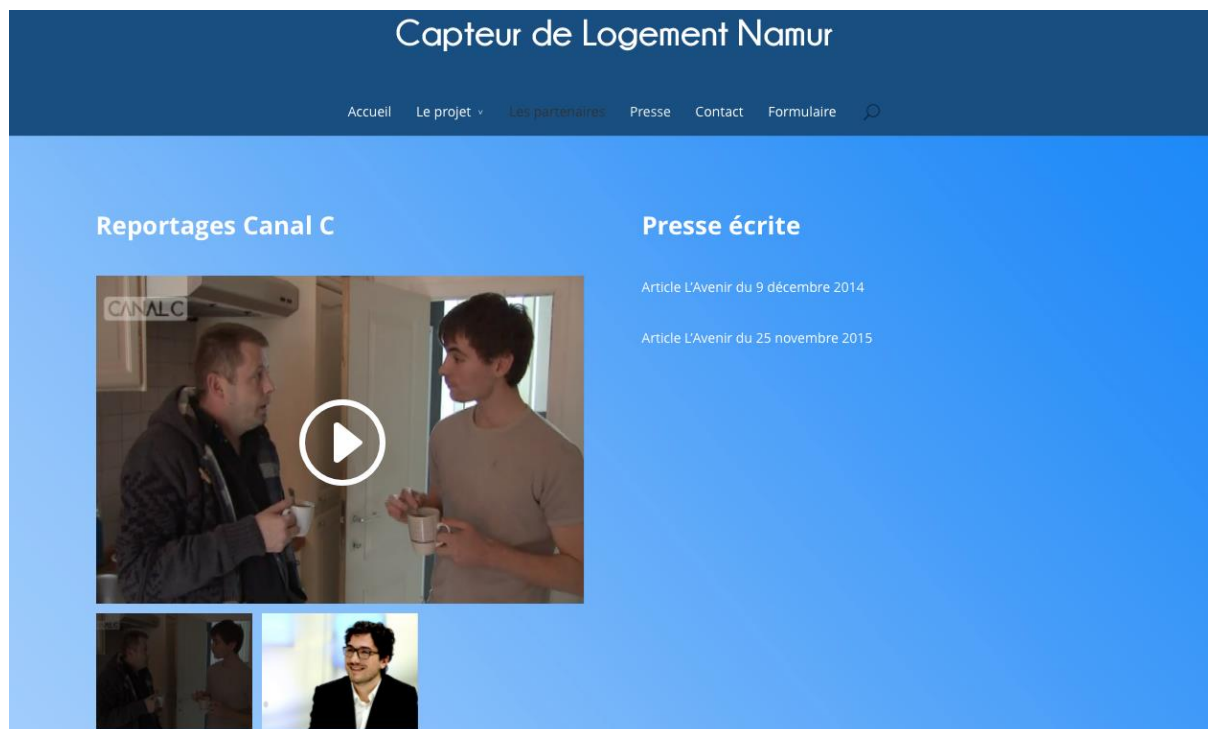 Capteur de Logement Namur
Accueil Le projet Les partenaires Presse Contact Formulaire
Reportages Canal C
CANAL C
Presse écrite
Article L'Avenir du 9 décembre 2014
Article L'Avenir du 25 novembre 2015